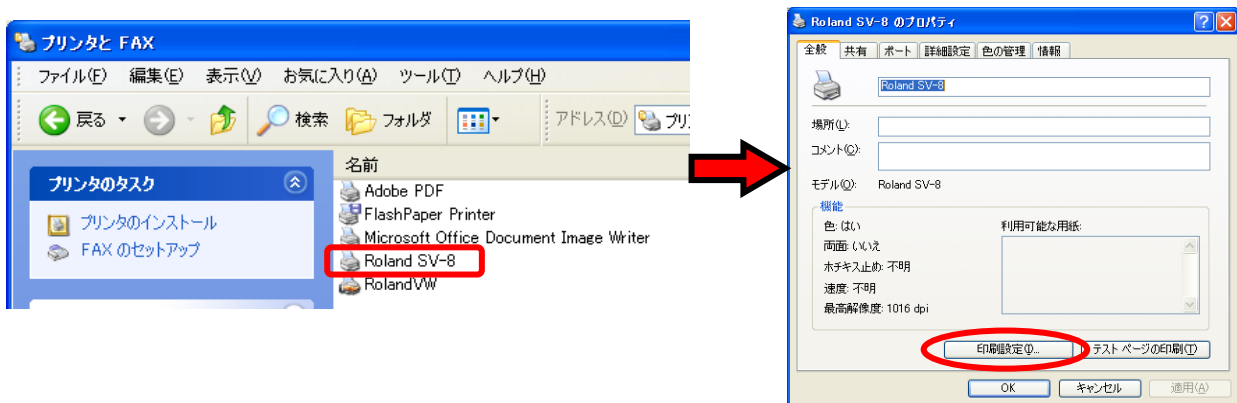 プリンタと FAX
ファイル(F) 編集(E) 表示(V) お気に入り(A) ツール(T) ヘルプ(H)
戻る 検索 フォルダ アドレス(D) プリ
プリンタのタスク
プリンタのインストール
FAX のセットアップ
名前
Adobe PDF
FlashPaper Printer
Microsoft Office Document Image Writer
Roland SV-8
RolandVW
Roland SV-8 のプロパティ
全般 共有 ポート 詳細設定 色の管理 情報
Roland SV-8
場所(L):
コメント(C):
モデル(O): Roland SV-8
機能
色: はい 利用可能な用紙:
両面: いいえ
ホチキス止め: 不明
速度: 不明
最高解像度: 1016 dpi
印刷設定(I)... テスト ページの印刷(T)
OK キャンセル 適用(A)